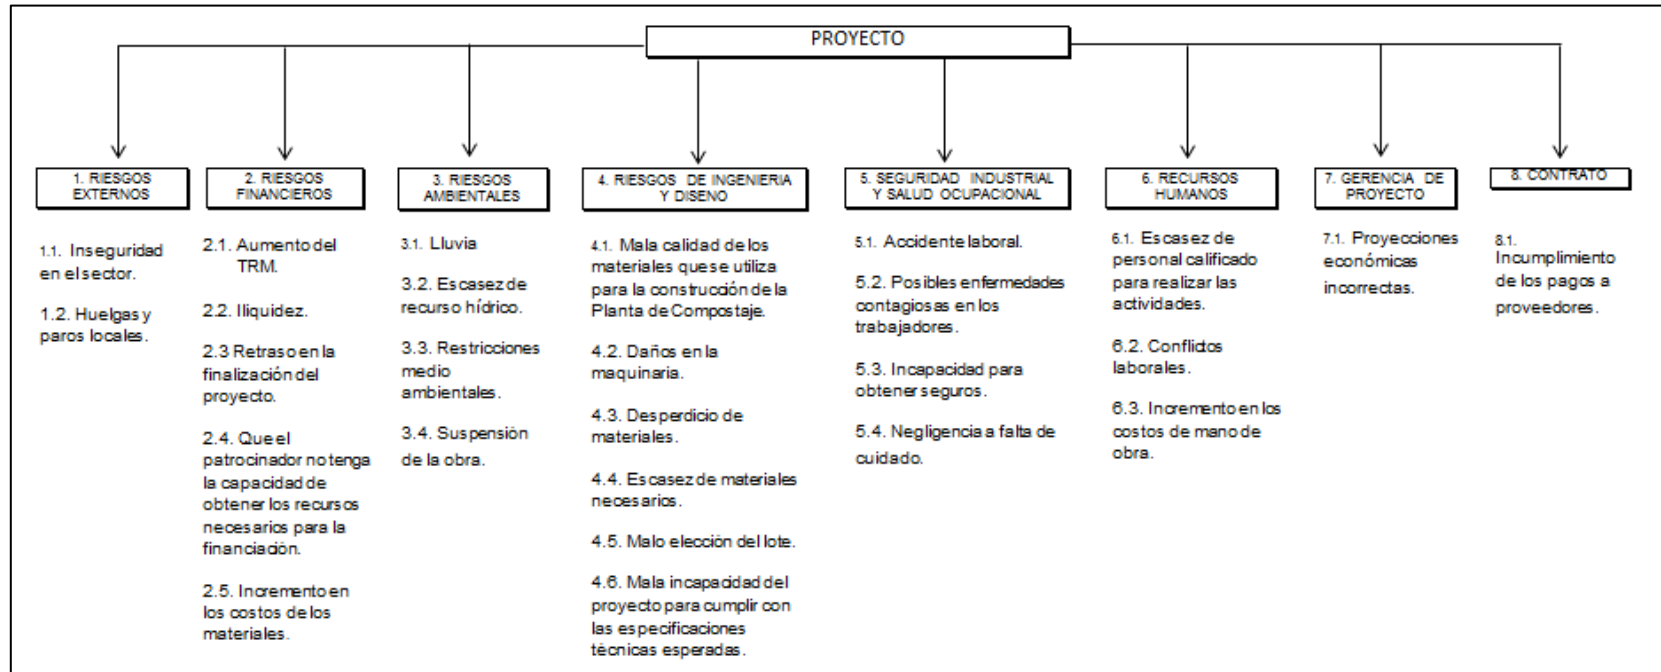 PROYECTO
1. RIESGOS
EXTERNOS
1.1. Inseguridad
en el sector.
1.2. Huelgas y
paros locales.
2. RIESGOS
FINANCIEROS
2.1. Aumento del
TRM.
2.2. Iliquidez.
2.3 Retraso en la
finalización del
proyecto.
2.4. Que el
patrocinador no tenga
la capacidad de
obtener los recursos
necesarios para la
financiación.
2.5. Incremento en
los costos de los
materiales.
3. RIESGOS
AMBIENTALES
3.1. Lluvia
3.2. Escasez de
recurso hídrico.
3.3. Restricciones
medio
ambientales.
3.4. Suspensión
de la obra.
4. RIESGOS DE INGENIERIA
Y DISENO
4.1. Mala calidad de los
materiales que se utiliza
para la construcción de la
Planta de Compostaje.
4.2. Daños en la
maquinaria.
4.3. Desperdicio de
materiales.
4.4. Escasez de materiales
necesarios.
4.5. Malo elección del lote.
4.6. Mala incapacidad del
proyecto para cumplir con
las especificaciones
técnicas esperadas.
5. SEGURIDAD INDUSTRIAL
Y SALUD OCUPACIONAL
5.1. Accidente laboral.
5.2. Posibles enfermedades
contagiosas en los
trabajadores.
5.3. Incapacidad para
obtener seguros.
5.4. Negligencia a falta de
cuidado.
6. RECURSOS
HUMANOS
6.1. Escasez de
personal calificado
para realizar las
actividades.
6.2. Conflictos
laborales.
6.3. Incremento en los
costos de mano de
obra.
7. GERENCIA DE
PROYECTO
7.1. Proyecciones
económicas
incorrectas.
8. CONTRATO
8.1.
Incumplimiento
de los pagos a
proveedores.